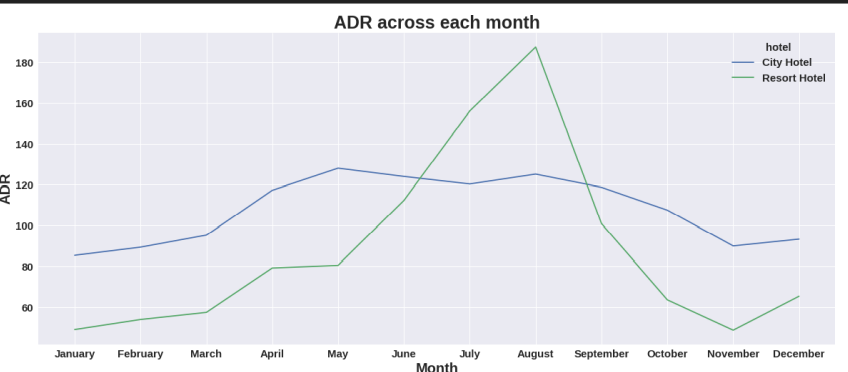 ADR across each month
hotel
City Hotel
Resort Hotel
180
160
140
120
100
80
60
ADR
January February March April May June July August September October November December
Month